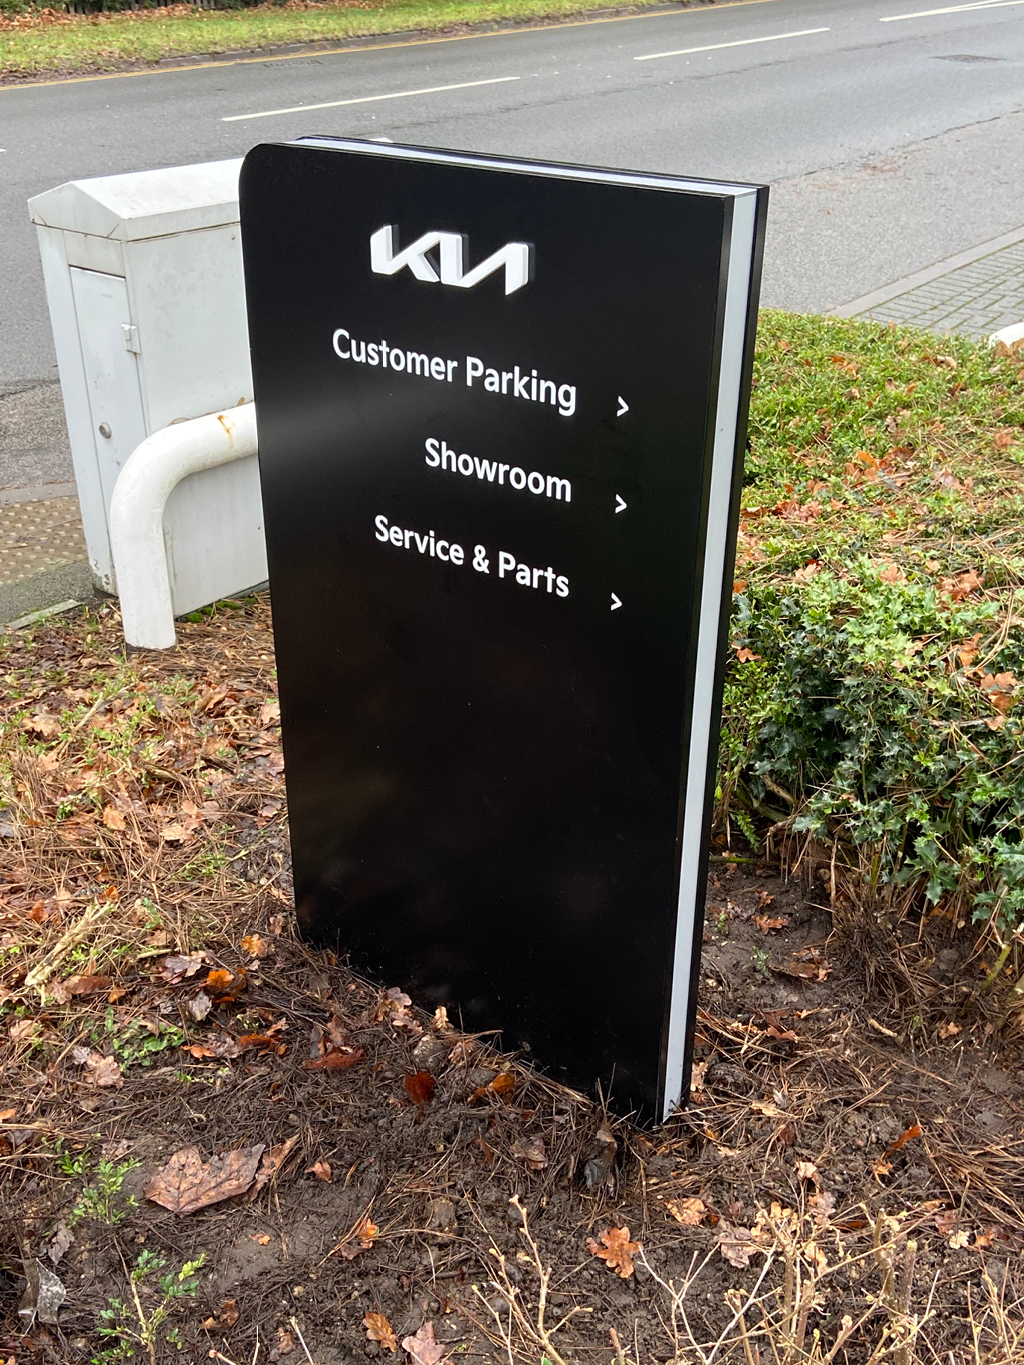 KIA
Customer Parking >
Showroom >
Service & Parts >